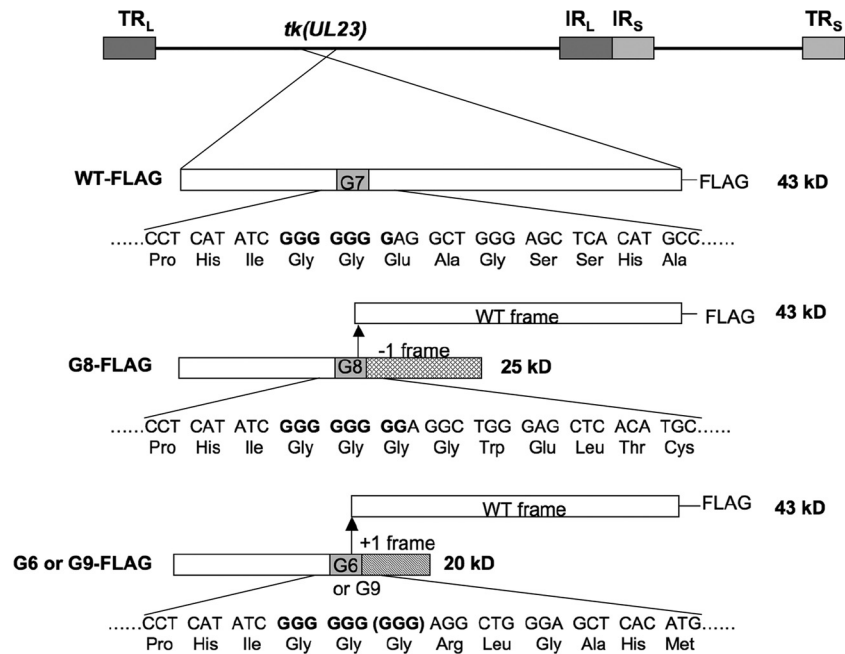 TRL tk(UL23) IRL IRS TRS
WT-FLAG G7 FLAG 43 kD
......CCT CAT ATC GGG GGG GAG GCT GGG AGC TCA CAT GCC......
Pro His Ile Gly Gly Glu Ala Gly Ser Ser His Ala
WT frame FLAG 43 kD
-1 frame
G8-FLAG G8 25 kD
......CCT CAT ATC GGG GGG GGA GGC TGG GAG CTC ACA TGC......
Pro His Ile Gly Gly Gly Gly Trp Glu Leu Thr Cys
WT frame FLAG 43 kD
+1 frame
G6 or G9-FLAG G6 20 kD
or G9
......CCT CAT ATC GGG GGG (GGG) AGG CTG GGA GCT CAC ATG......
Pro His Ile Gly Gly Gly Arg Leu Gly Ala His Met